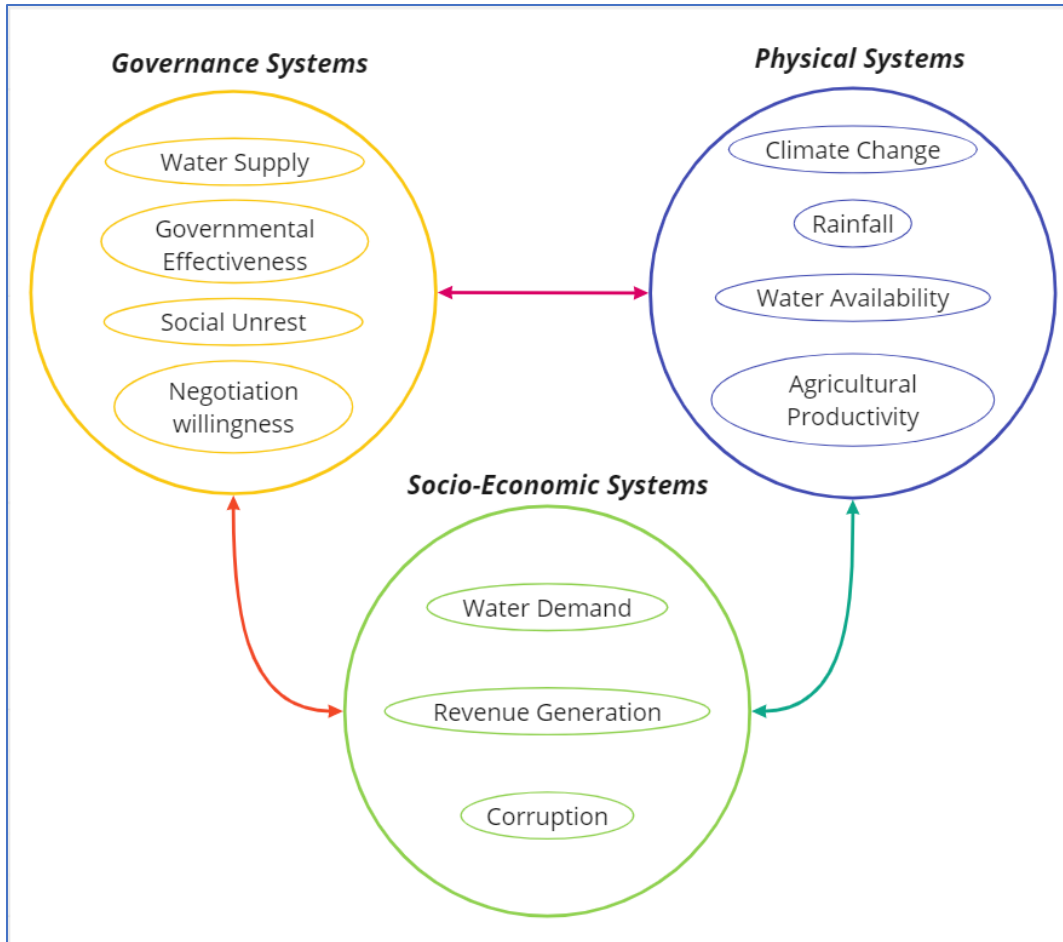 Governance Systems
Water Supply
Governmental
Effectiveness
Social Unrest
Negotiation
willingness
Physical Systems
Climate Change
Rainfall
Water Availability
Agricultural
Productivity
Socio-Economic Systems
Water Demand
Revenue Generation
Corruption